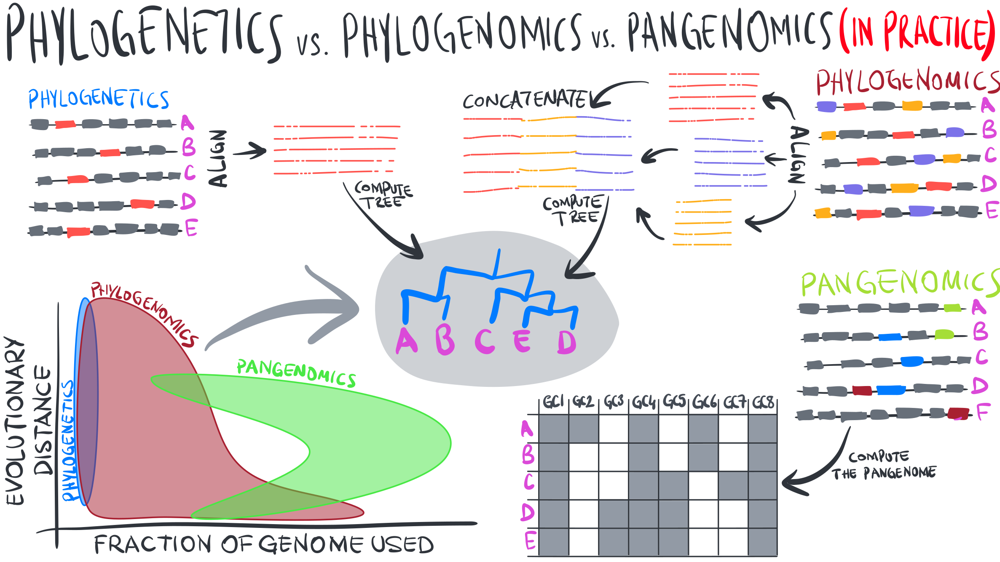 PHYLOGENETICS vs. PHYLOGENOMICS vs. PANGENOMICS (IN PRACTICE)
PHYLOGENETICS
A
B
C
D
E
ALIGN
COMPUTE
TREE
CONCATENATE
COMPUTE
TREE
ALIGN
PHYLOGENOMICS
A
B
C
D
E
A B C E D
EVOLUTIONARY
DISTANCE
PHYLOGENETICS
PHYLOGENOMICS
PANGENOMICS
FRACTION OF GENOME USED
PANGENOMICS
A
B
C
D
F
COMPUTE
THE PANGENOME
GC1 GC2 GC3 GC4 GC5 GC6 GC7 GC8
A
B
C
D
E